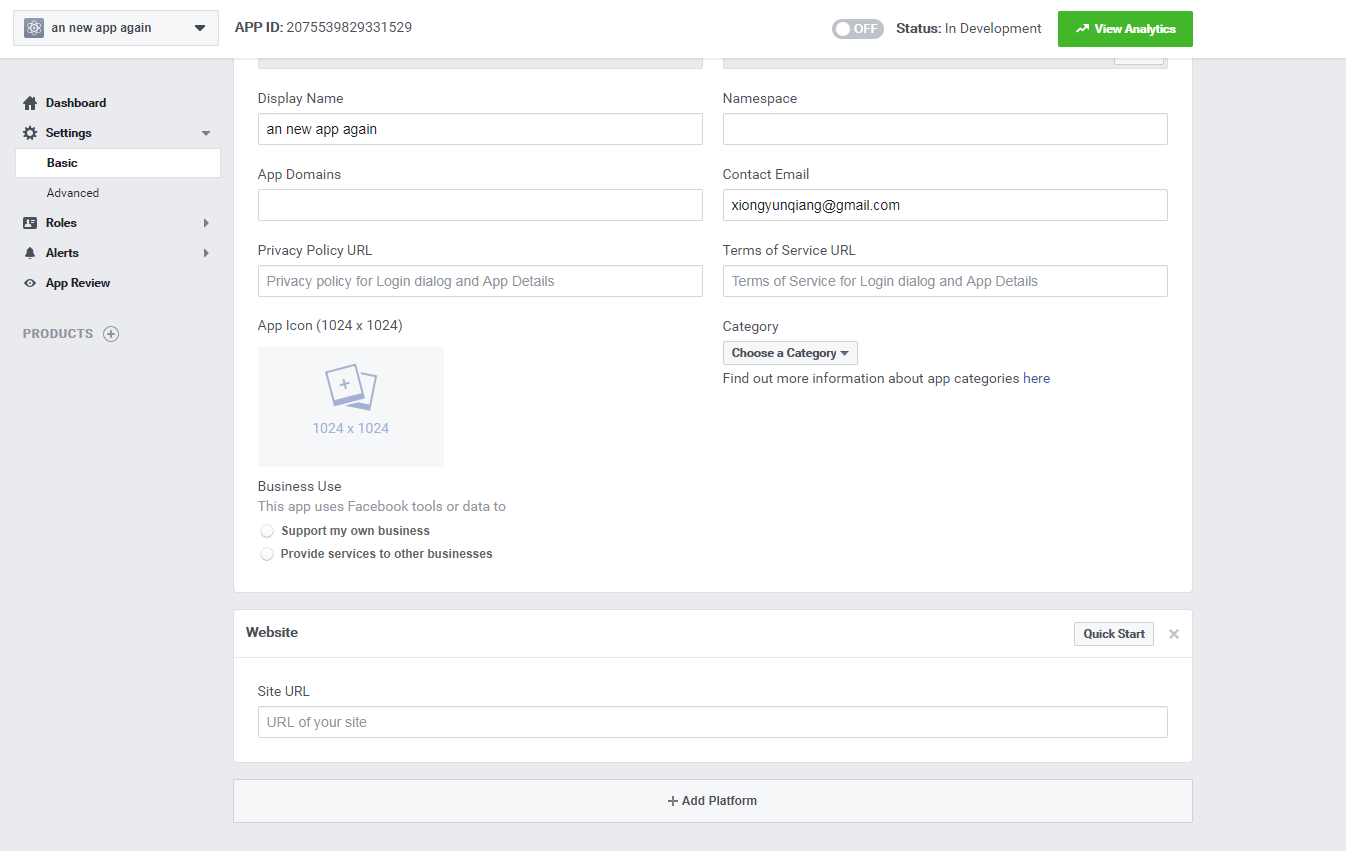 an new app again
APP ID: 2075539829331529
OFF
Status: In Development
View Analytics
Dashboard
Settings
Basic
Advanced
Roles
Alerts
App Review
PRODUCTS
Display Name
an new app again
Namespace
App Domains
Contact Email
xiongyunqiang@gmail.com
Privacy Policy URL
Privacy policy for Login dialog and App Details
Terms of Service URL
Terms of Service for Login dialog and App Details
App Icon (1024 x 1024)
1024 x 1024
Category
Choose a Category
Find out more information about app categories here
Business Use
This app uses Facebook tools or data to
Support my own business
Provide services to other businesses
Website
Quick Start
Site URL
URL of your site
+ Add Platform